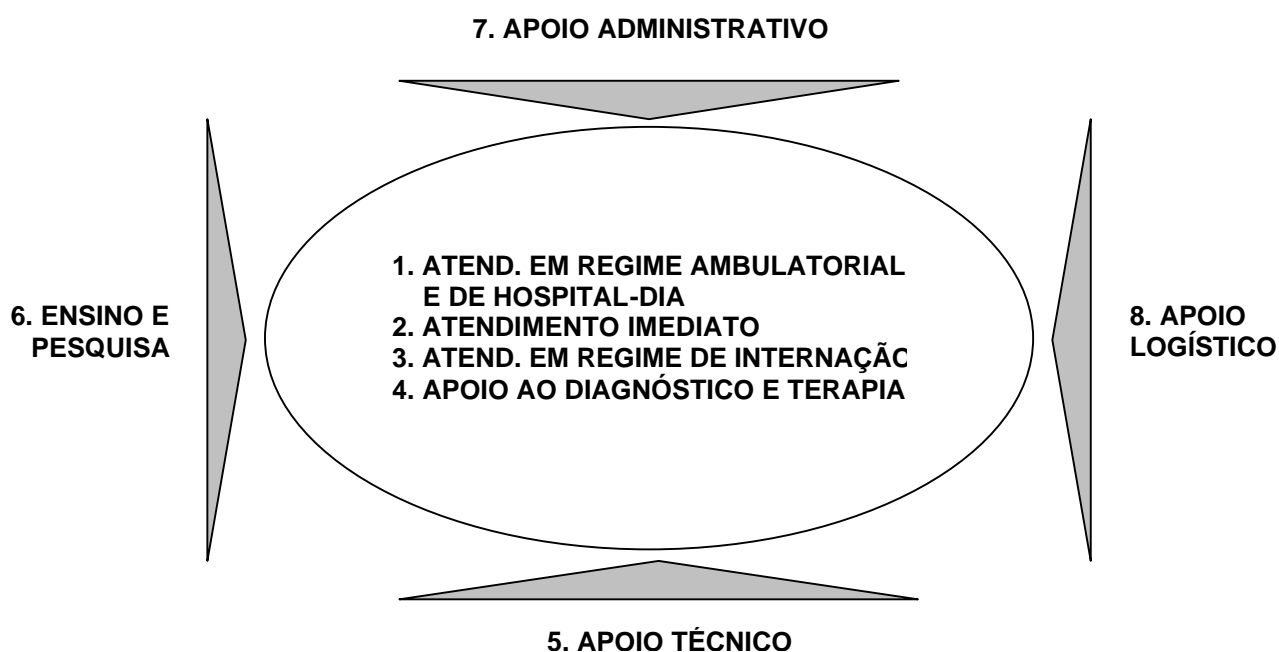 7. APOIO ADMINISTRATIVO
1. ATEND. EM REGIME AMBULATORIAL
E DE HOSPITAL-DIA
2. ATENDIMENTO IMEDIATO
3. ATEND. EM REGIME DE INTERNAÇÃO
4. APOIO AO DIAGNÓSTICO E TERAPIA
6. ENSINO E
PESQUISA
8. APOIO
LOGÍSTICO
5. APOIO TÉCNICO